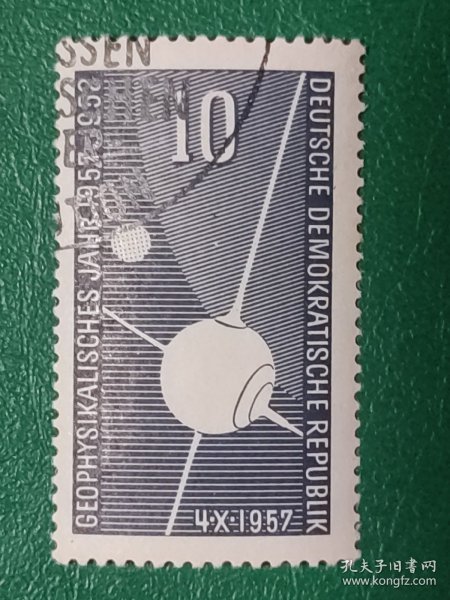 SSEN
10
GEOPHYSIKALISCHES JAHR 1957-1958
DEUTSCHE DEMOKRATISCHE REPUBLIK
4·X·1957
孔夫子旧书网
www.kongfz.com